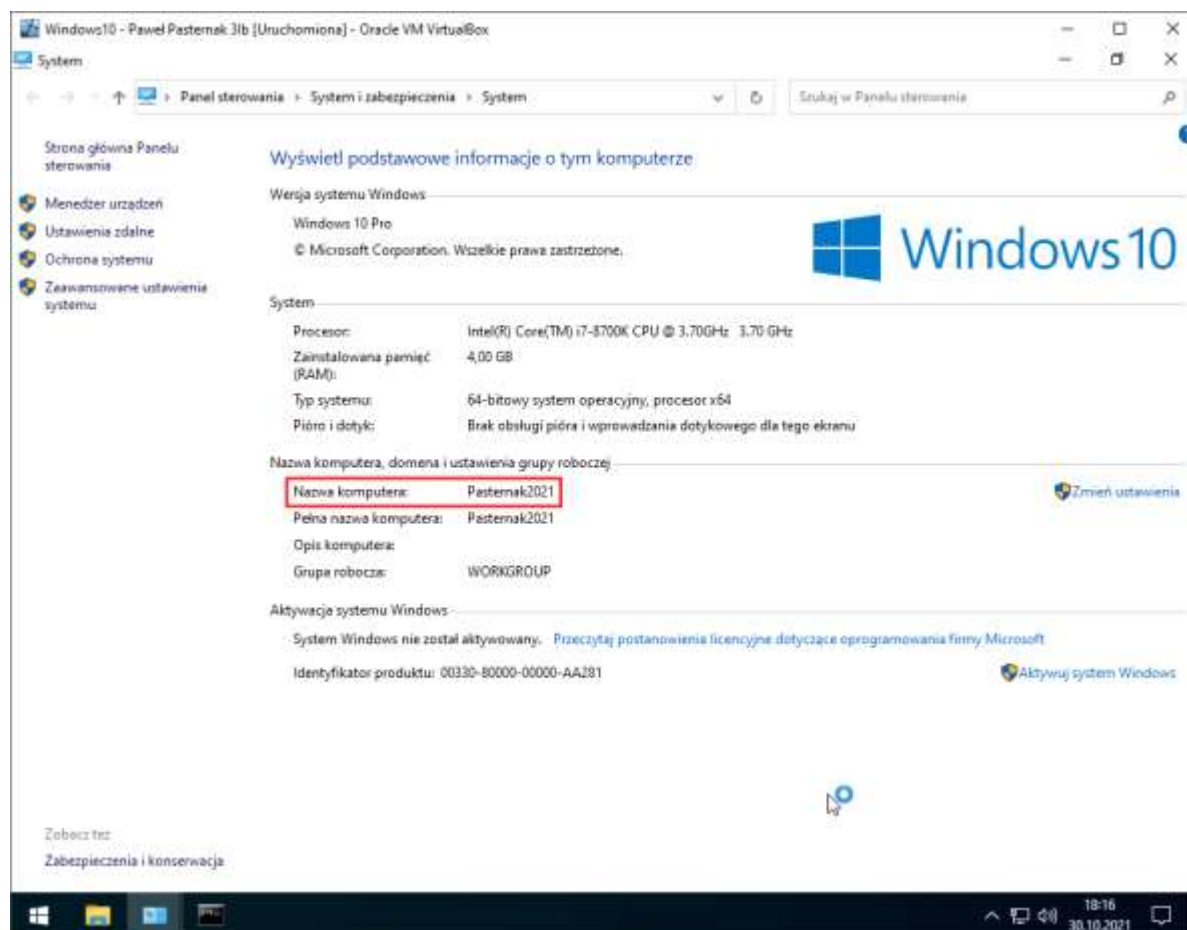 Windows10 - Paweł Pasternak 3lb [Uruchomiona] - Oracle VM VirtualBox
System
Panel sterowania › System i zabezpieczenia › System
Szukaj w Panelu sterowania
Strona główna Panelu
sterowania
Menedżer urządzeń
Ustawienia zdalne
Ochrona systemu
Zaawansowane ustawienia
systemu
Wyświetl podstawowe informacje o tym komputerze
Wersja systemu Windows
Windows 10 Pro
© Microsoft Corporation. Wszelkie prawa zastrzeżone.
Windows 10
System
Procesor: Intel(R) Core(TM) i7-8700K CPU @ 3.70GHz 3.70 GHz
Zainstalowana pamięć 4,00 GB
(RAM):
Typ systemu: 64-bitowy system operacyjny, procesor x64
Pióro i dotyk: Brak obsługi pióra i wprowadzania dotykowego dla tego ekranu
Nazwa komputera, domena i ustawienia grupy roboczej
Nazwa komputera: Pasternak2021
Zmień ustawienia
Pełna nazwa komputera: Pasternak2021
Opis komputera:
Grupa robocza: WORKGROUP
Aktywacja systemu Windows
System Windows nie został aktywowany. Przeczytaj postanowienia licencyjne dotyczące oprogramowania firmy Microsoft
Identyfikator produktu: 00330-80000-00000-AA281
Aktywuj system Windows
Zobacz też
Zabezpieczenia i konserwacja
18:16
30.10.2021